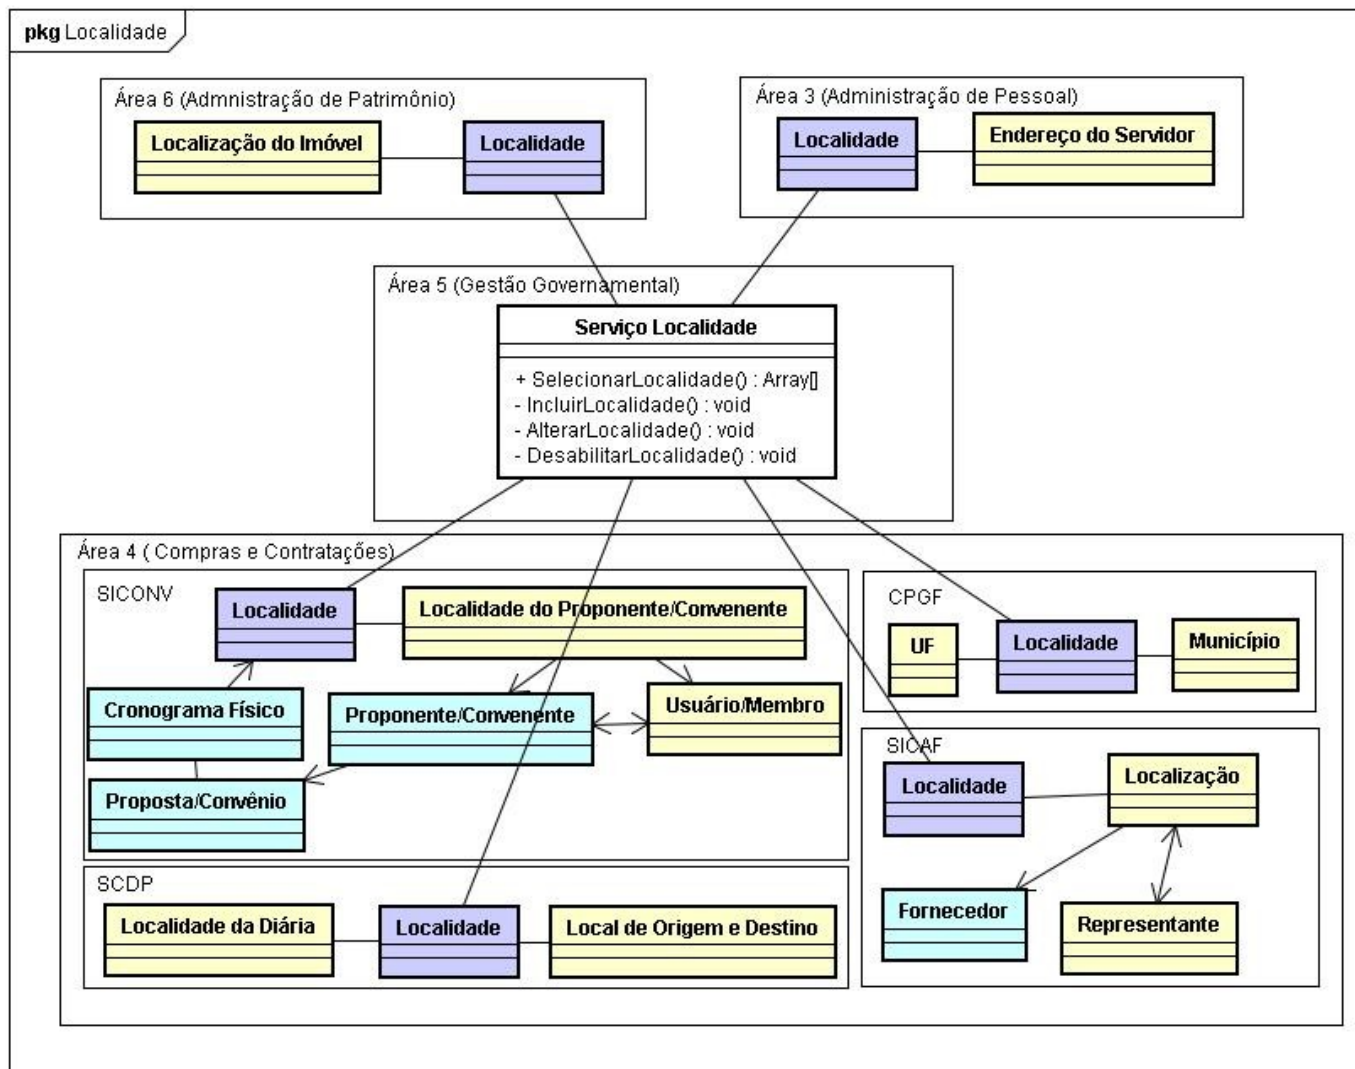 pkg Localidade
Área 6 (Admnistração de Patrimônio)
Localização do Imóvel
Localidade
Área 3 (Administração de Pessoal)
Localidade
Endereço do Servidor
Área 5 (Gestão Governamental)
Serviço Localidade
+ SelecionarLocalidade() : Array[]
- IncluirLocalidade() : void
- AlterarLocalidade() : void
- DesabilitarLocalidade() : void
Área 4 ( Compras e Contratações)
SICONV
Localidade
Localidade do Proponente/Convenente
Cronograma Físico
Proponente/Convenente
Usuário/Membro
Proposta/Convênio
CPGF
UF
Localidade
Município
SICAF
Localidade
Localização
Fornecedor
Representante
SCDP
Localidade da Diária
Localidade
Local de Origem e Destino